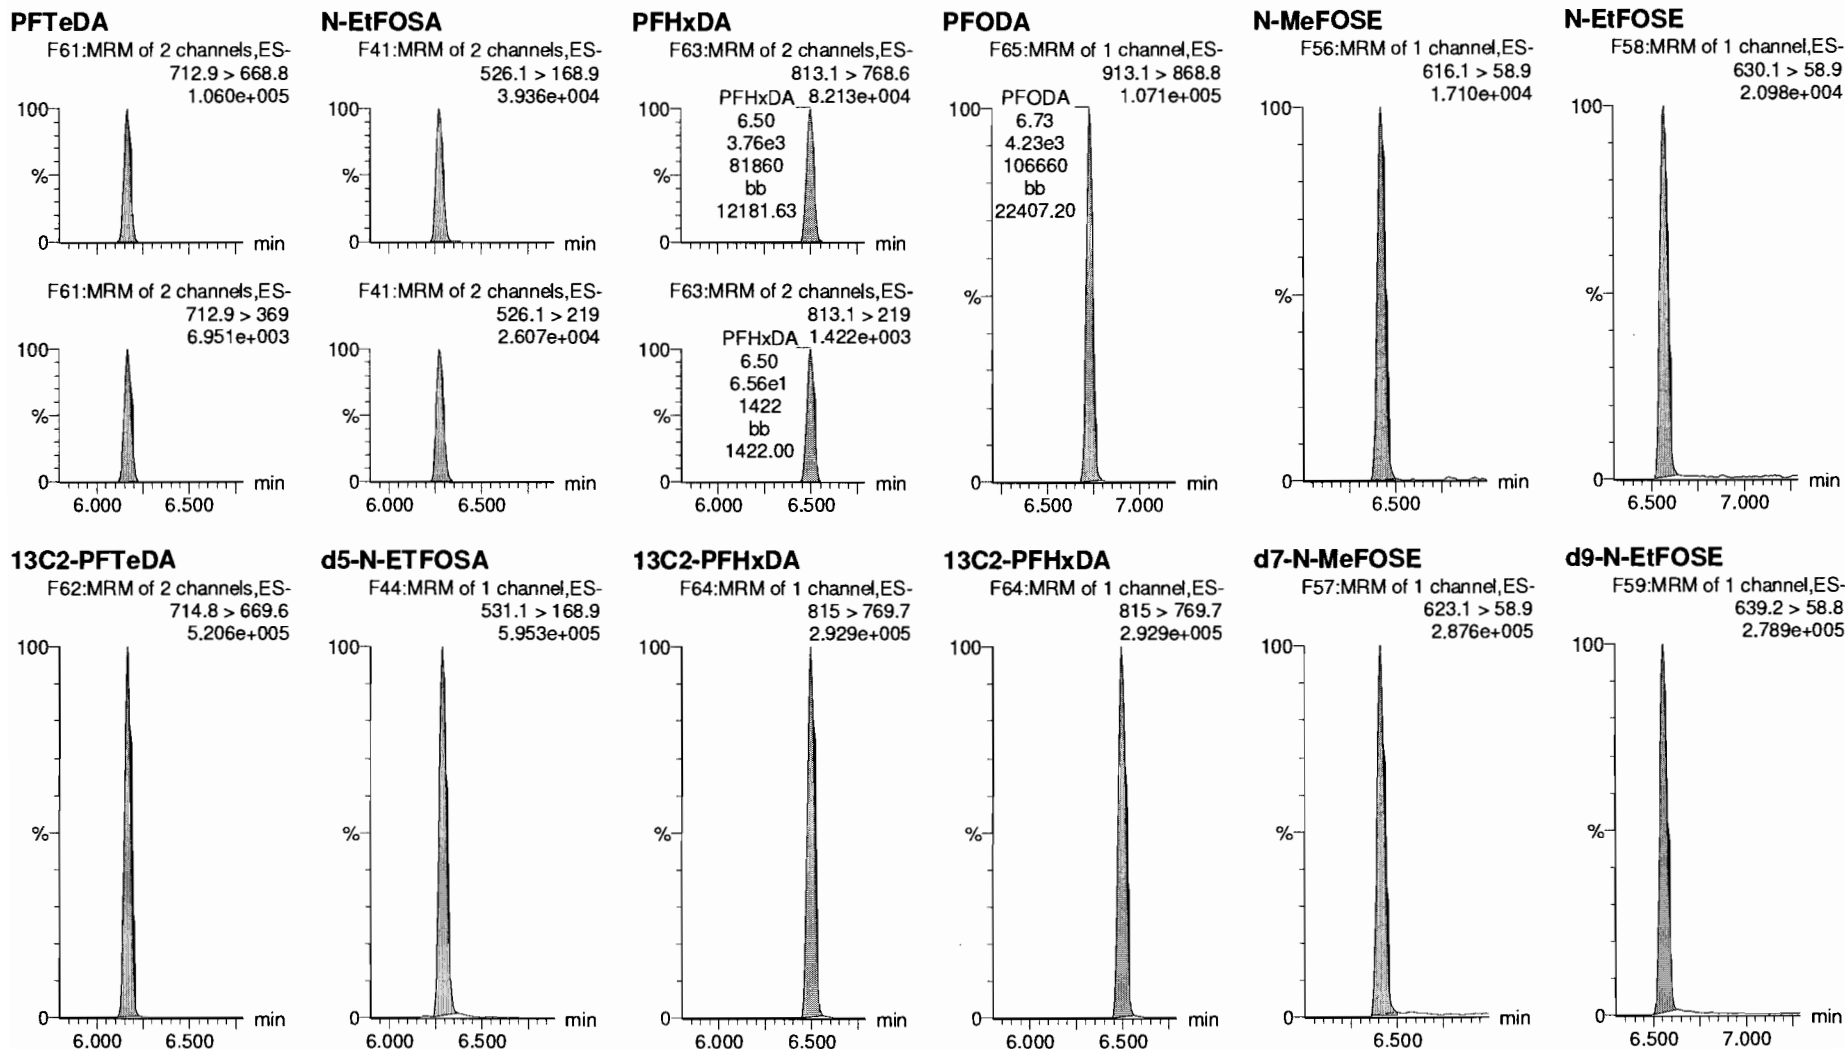 PFTeDA
F61:MRM of 2 channels,ES-
712.9 > 668.8
1.060e+005
100
%
0
min
F61:MRM of 2 channels,ES-
712.9 > 369
6.951e+003
100
%
0
min
6.000 6.500
N-EtFOSA
F41:MRM of 2 channels,ES-
526.1 > 168.9
3.936e+004
100
%
0
min
F41:MRM of 2 channels,ES-
526.1 > 219
2.607e+004
100
%
0
min
6.000 6.500
PFHxDA
F63:MRM of 2 channels,ES-
813.1 > 768.6
PFHxDA 8.213e+004
100
6.50
3.76e3
81860
%
bb
12181.63
0
min
F63:MRM of 2 channels,ES-
813.1 > 219
PFHxDA 1.422e+003
100
6.50
6.56e1
1422
%
bb
1422.00
0
min
6.000 6.500
PFODA
F65:MRM of 1 channel,ES-
913.1 > 868.8
PFODA 1.071e+005
100
6.73
4.23e3
106660
bb
22407.20
%
0
min
6.500 7.000
N-MeFOSE
F56:MRM of 1 channel,ES-
616.1 > 58.9
1.710e+004
100
%
0
min
6.500
N-EtFOSE
F58:MRM of 1 channel,ES-
630.1 > 58.9
2.098e+004
100
%
0
min
6.500 7.000
13C2-PFTeDA
F62:MRM of 2 channels,ES-
714.8 > 669.6
5.206e+005
100
%
0
min
6.000 6.500
d5-N-ETFOSA
F44:MRM of 1 channel,ES-
531.1 > 168.9
5.953e+005
100
%
0
min
6.000 6.500
13C2-PFHxDA
F64:MRM of 1 channel,ES-
815 > 769.7
2.929e+005
100
%
0
min
6.000 6.500
13C2-PFHxDA
F64:MRM of 1 channel,ES-
815 > 769.7
2.929e+005
100
%
0
min
6.000 6.500
d7-N-MeFOSE
F57:MRM of 1 channel,ES-
623.1 > 58.9
2.876e+005
100
%
0
min
6.500
d9-N-EtFOSE
F59:MRM of 1 channel,ES-
639.2 > 58.8
2.789e+005
100
%
0
min
6.500 7.000